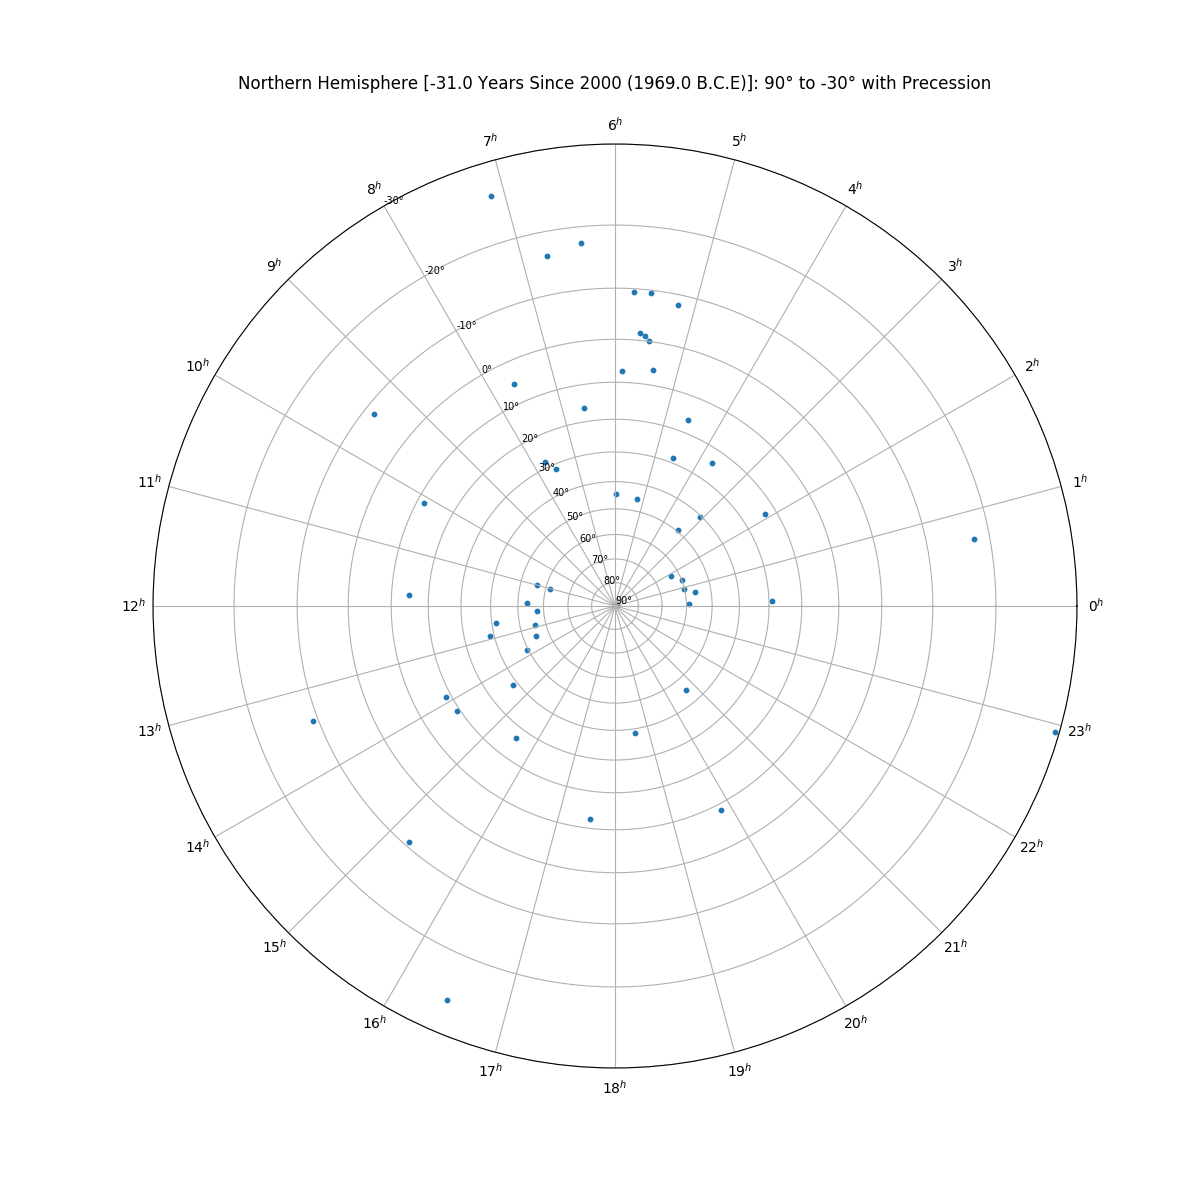 Northern Hemisphere [-31.0 Years Since 2000 (1969.0 B.C.E)]: 90° to -30° with Precession
6h
7h
5h
8h
4h
-30°
9h
3h
-20°
-10°
10h
2h
0°
10°
20°
30°
11h
1h
40°
50°
60°
70°
80°
90°
12h
0h
13h
23h
14h
22h
15h
21h
16h
20h
17h
19h
18h